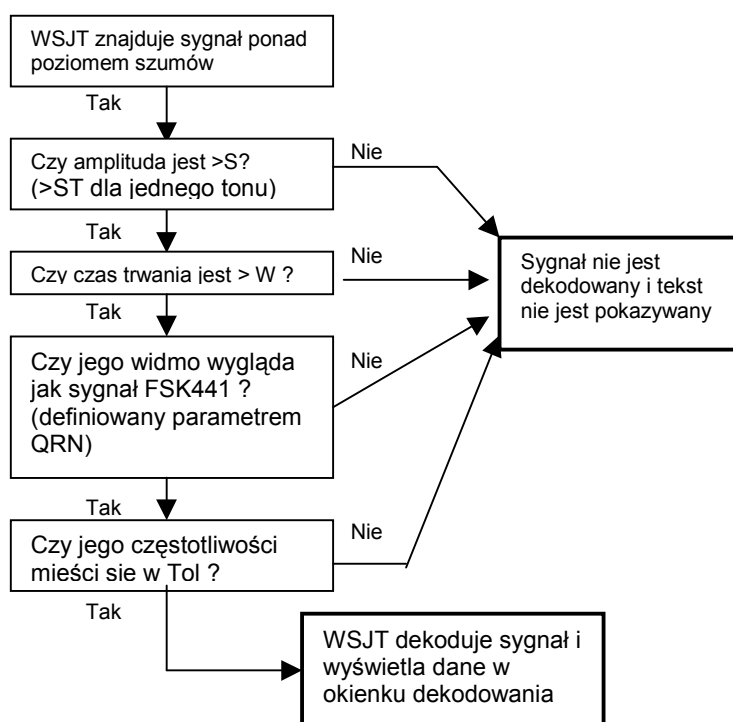 WSJT znajduje sygnał ponad
poziomem szumów
Tak
Czy amplituda jest >S?
(>ST dla jednego tonu)
Nie
Tak
Czy czas trwania jest > W ?
Nie
Sygnał nie jest
dekodowany i tekst
nie jest pokazywany
Tak
Czy jego widmo wygląda
jak sygnał FSK441 ?
(definiowany parametrem
QRN)
Nie
Tak
Czy jego częstotliwości
mieści sie w Tol ?
Nie
Tak
WSJT dekoduje sygnał i
wyświetla dane w
okienku dekodowania